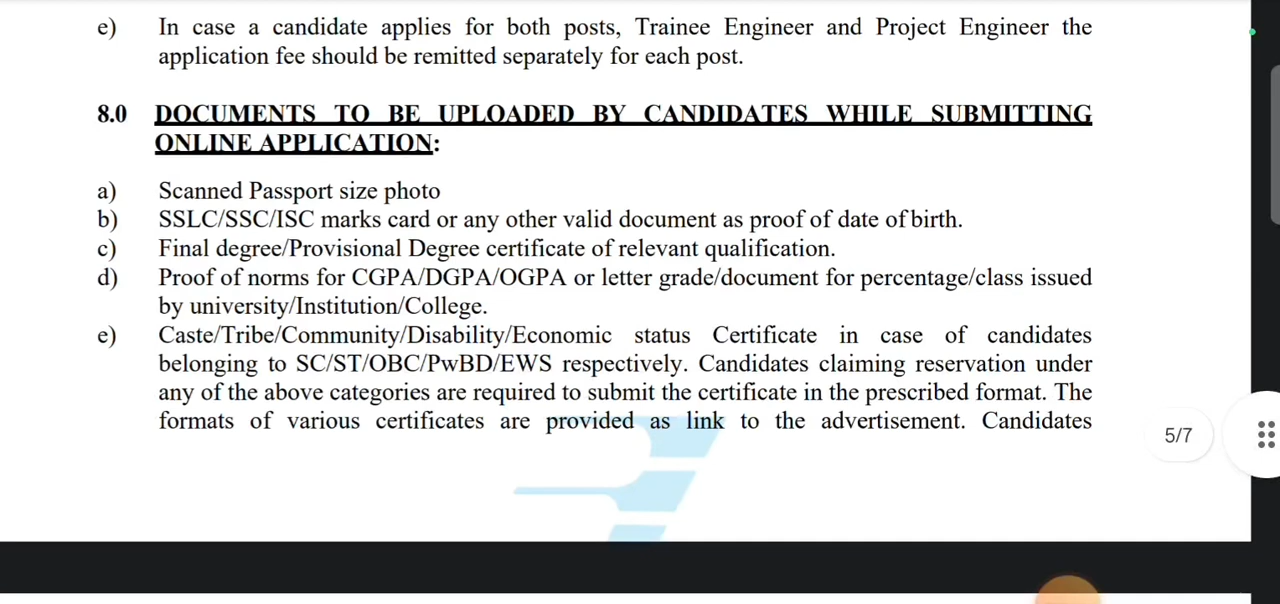 e) In case a candidate applies for both posts, Trainee Engineer and Project Engineer the
application fee should be remitted separately for each post.
8.0 DOCUMENTS TO BE UPLOADED BY CANDIDATES WHILE SUBMITTING
ONLINE APPLICATION:
a) Scanned Passport size photo
b) SSLC/SSC/ISC marks card or any other valid document as proof of date of birth.
c) Final degree/Provisional Degree certificate of relevant qualification.
d) Proof of norms for CGPA/DGPA/OGPA or letter grade/document for percentage/class issued
by university/Institution/College.
e) Caste/Tribe/Community/Disability/Economic status Certificate in case of candidates
belonging to SC/ST/OBC/PwBD/EWS respectively. Candidates claiming reservation under
any of the above categories are required to submit the certificate in the prescribed format. The
formats of various certificates are provided as link to the advertisement. Candidates
5/7